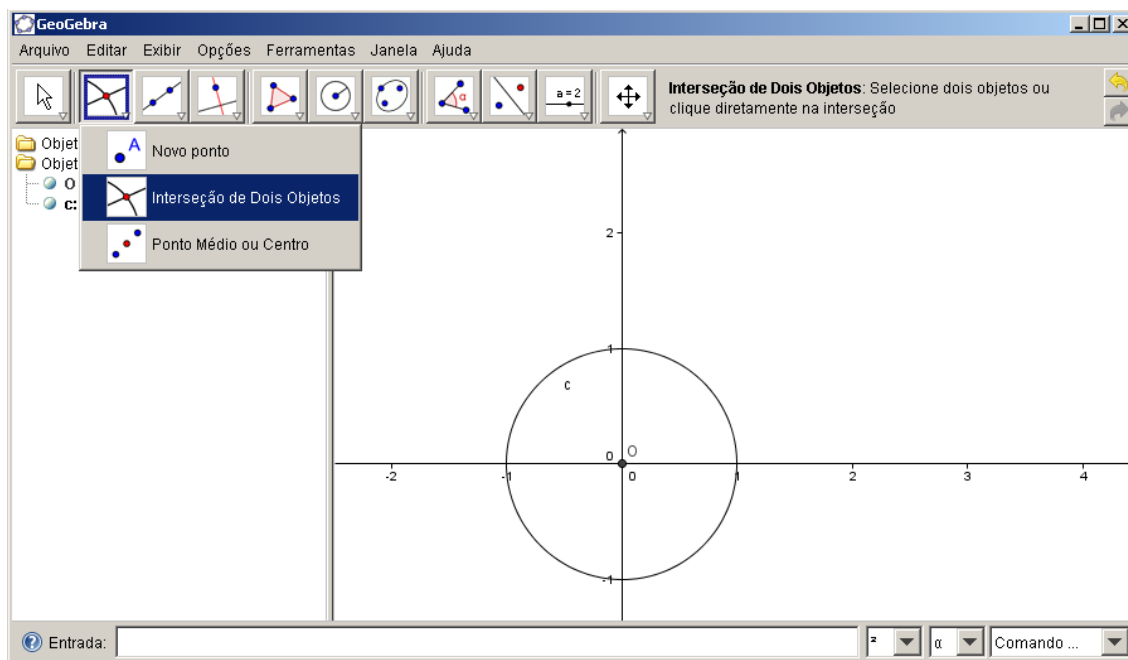 GeoGebra
Arquivo Editar Exibir Opções Ferramentas Janela Ajuda
α
a=2
Interseção de Dois Objetos: Selecione dois objetos ou
clique diretamente na interseção
Objet
Objet
O
c:
A
Novo ponto
Interseção de Dois Objetos
Ponto Médio ou Centro
2
1
c
0 O
-2 -1 0 1 2 3 4
-1
Entrada: ² α Comando ...